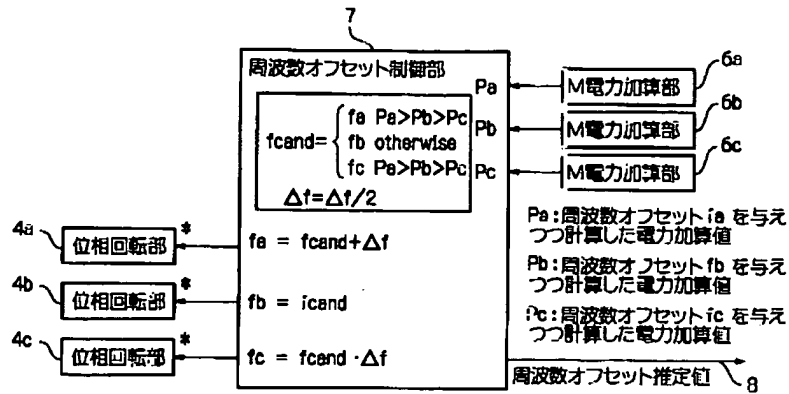 7
周波数オフセット制御部
fcand=
fa Pa>Pb>Pc
fb otherwise
fc Pa>Pb>Pc
Δf=Δf/2
Pa
Pb
Pc
M電力加算部
6a
M電力加算部
6b
M電力加算部
6c
4a
位相回転部
*
fa = fcand+Δf
4b
位相回転部
*
fb = fcand
4c
位相回転部
*
fc = fcand -Δf
Pa:周波数オフセットfaを与え
つつ計算した電力加算値
Pb:周波数オフセットfbを与え
つつ計算した電力加算値
Pc:周波数オフセットfcを与え
つつ計算した電力加算値
周波数オフセット推定値
8